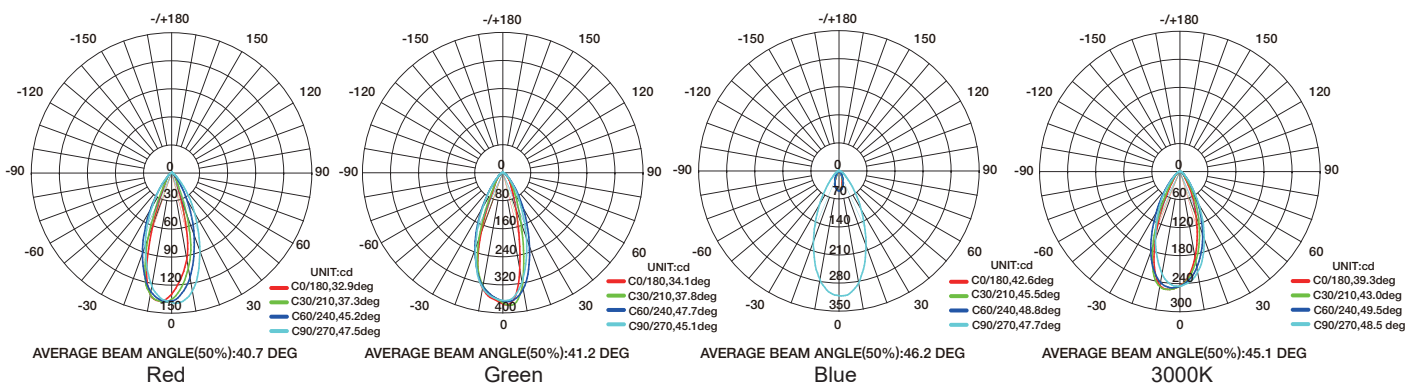 -/+180
-150
150
-120
120
-90
90
0
30
60
90
120
150
-60
60
-30
30
0
UNIT:cd
C0/180,32.9deg
C30/210,37.3deg
C60/240,45.2deg
C90/270,47.5deg
AVERAGE BEAM ANGLE(50%):40.7 DEG
Red
-/+180
-150
150
-120
120
-90
90
0
80
160
240
320
400
-60
60
-30
30
0
UNIT:cd
C0/180,34.1deg
C30/210,37.8deg
C60/240,47.7deg
C90/270,45.1deg
AVERAGE BEAM ANGLE(50%):41.2 DEG
Green
-/+180
-150
150
-120
120
-90
90
0
70
140
210
280
350
-60
60
-30
30
0
UNIT:cd
C0/180,42.6deg
C30/210,45.5deg
C60/240,48.8deg
C90/270,47.7deg
AVERAGE BEAM ANGLE(50%):46.2 DEG
Blue
-/+180
-150
150
-120
120
-90
90
0
60
120
180
240
300
-60
60
-30
30
0
UNIT:cd
C0/180,39.3deg
C30/210,43.0deg
C60/240,49.5deg
C90/270,48.5 deg
AVERAGE BEAM ANGLE(50%):45.1 DEG
3000K